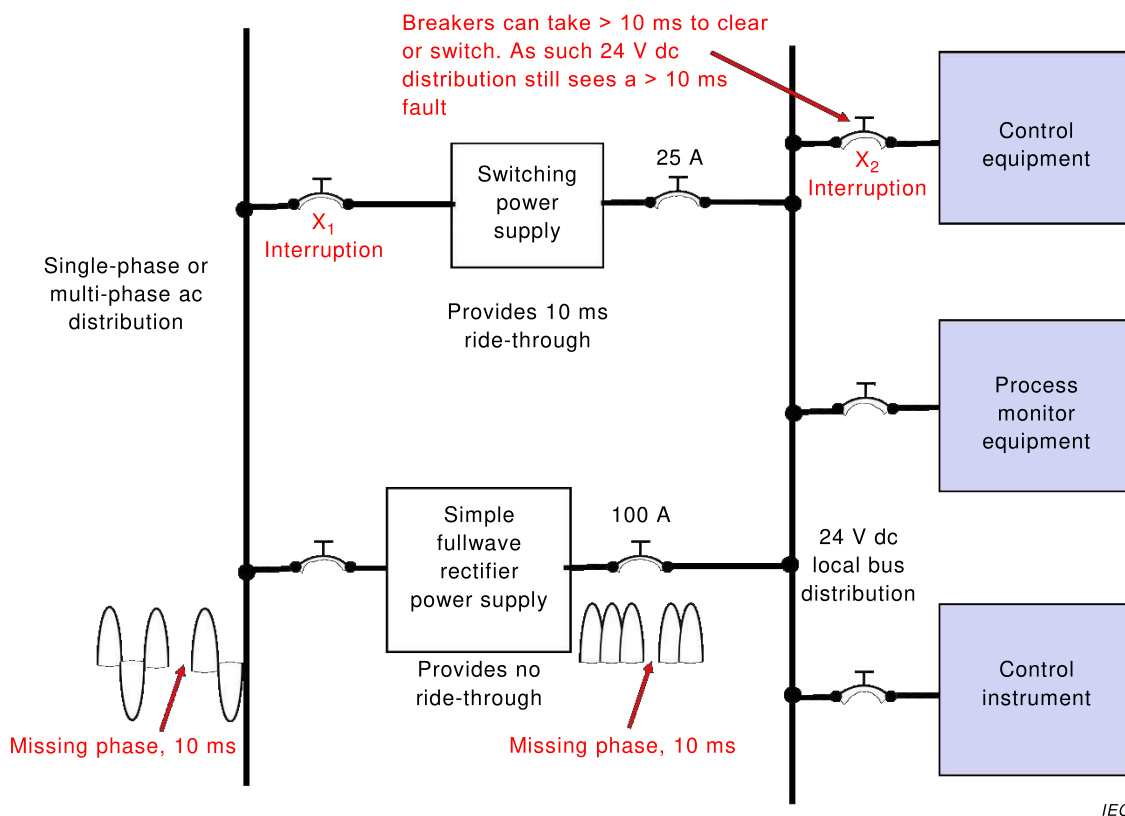 Breakers can take > 10 ms to clear
or switch. As such 24 V dc
distribution still sees a > 10 ms
fault
Control
equipment
X2
Interruption
25 A
Switching
power
supply
X1
Interruption
Single-phase or
multi-phase ac
distribution
Provides 10 ms
ride-through
Process
monitor
equipment
Simple
fullwave
rectifier
power supply
100 A
24 V dc
local bus
distribution
Provides no
ride-through
Control
instrument
Missing phase, 10 ms
Missing phase, 10 ms
IEC